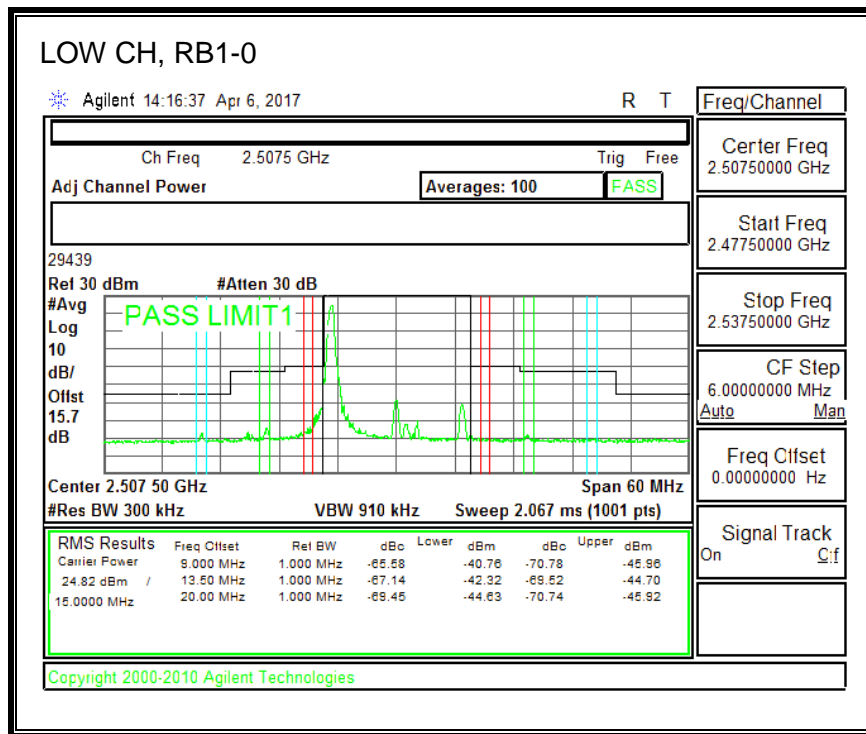 LOW CH, RB1-0
Agilent 14:16:37 Apr 6, 2017 R T
Freq/Channel
Ch Freq 2.5075 GHz Trig Free
Adj Channel Power Averages: 100 PASS
29439
Ref 30 dBm #Atten 30 dB
#Avg
Log
10
dB/
Offst
15.7
dB
PASS LIMIT1
Center 2.507 50 GHz Span 60 MHz
#Res BW 300 kHz VBW 910 kHz Sweep 2.067 ms (1001 pts)
RMS Results Freq Offset Ref BW dBc Lower dBm dBc Upper dBm
Carrier Power 9.000 MHz 1.000 MHz -65.58 -40.76 -70.78 -45.96
24.82 dBm / 13.50 MHz 1.000 MHz -67.14 -42.32 -69.52 -44.70
15.0000 MHz 20.00 MHz 1.000 MHz -69.45 -44.63 -70.74 -45.92
Center Freq
2.50750000 GHz
Start Freq
2.47750000 GHz
Stop Freq
2.53750000 GHz
CF Step
6.00000000 MHz
Auto Man
Freq Offset
0.00000000 Hz
Signal Track
On Off
Copyright 2000-2010 Agilent Technologies